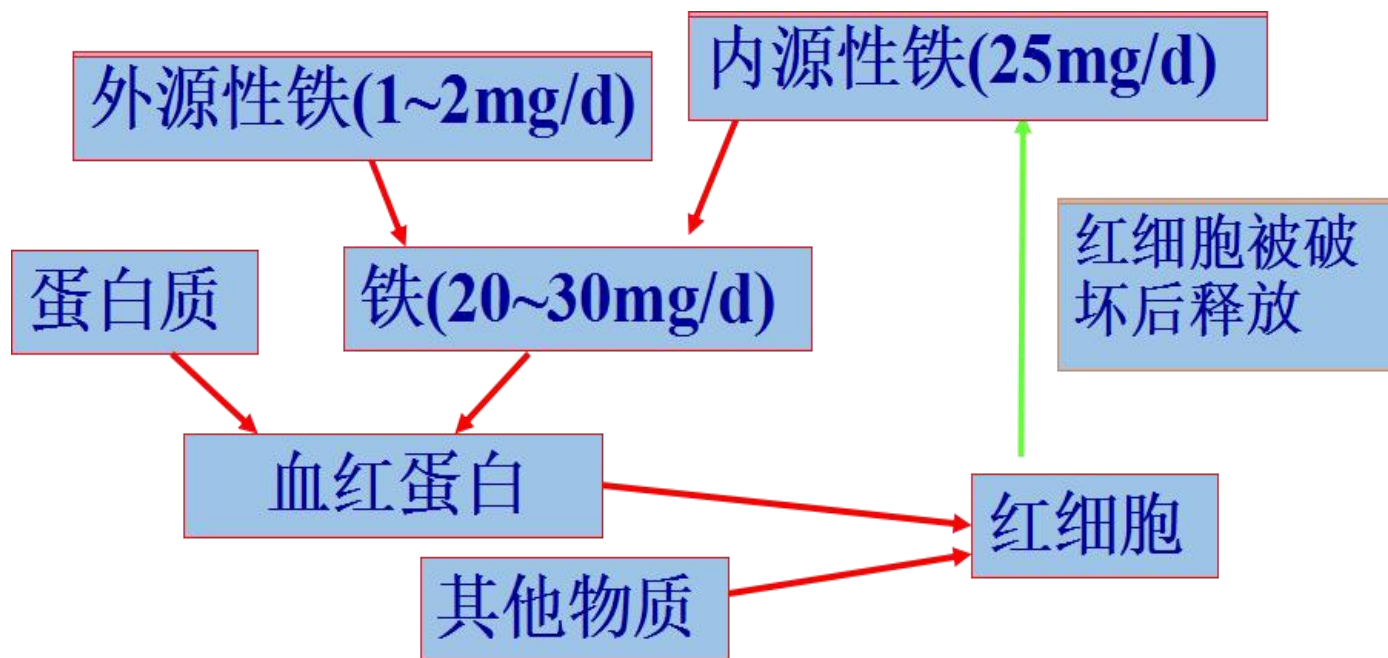 外源性铁(1~2mg/d)
内源性铁(25mg/d)
红细胞被破
坏后释放
蛋白质
铁(20~30mg/d)
血红蛋白
红细胞
其他物质